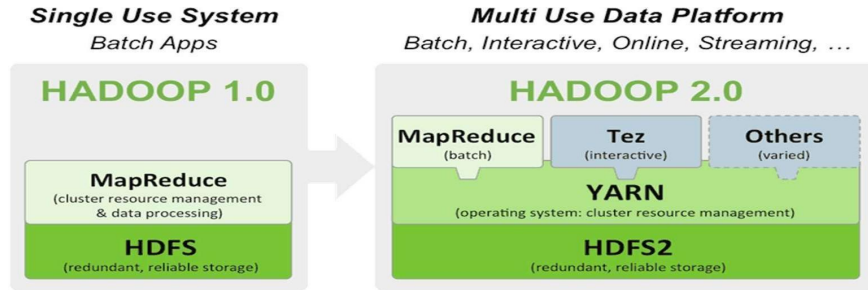 Single Use System
Batch Apps
HADOOP 1.0
MapReduce
(cluster resource management
& data processing)
HDFS
(redundant, reliable storage)
Multi Use Data Platform
Batch, Interactive, Online, Streaming, …
HADOOP 2.0
MapReduce
(batch)
Tez
(interactive)
Others
(varied)
YARN
(operating system: cluster resource management)
HDFS2
(redundant, reliable storage)